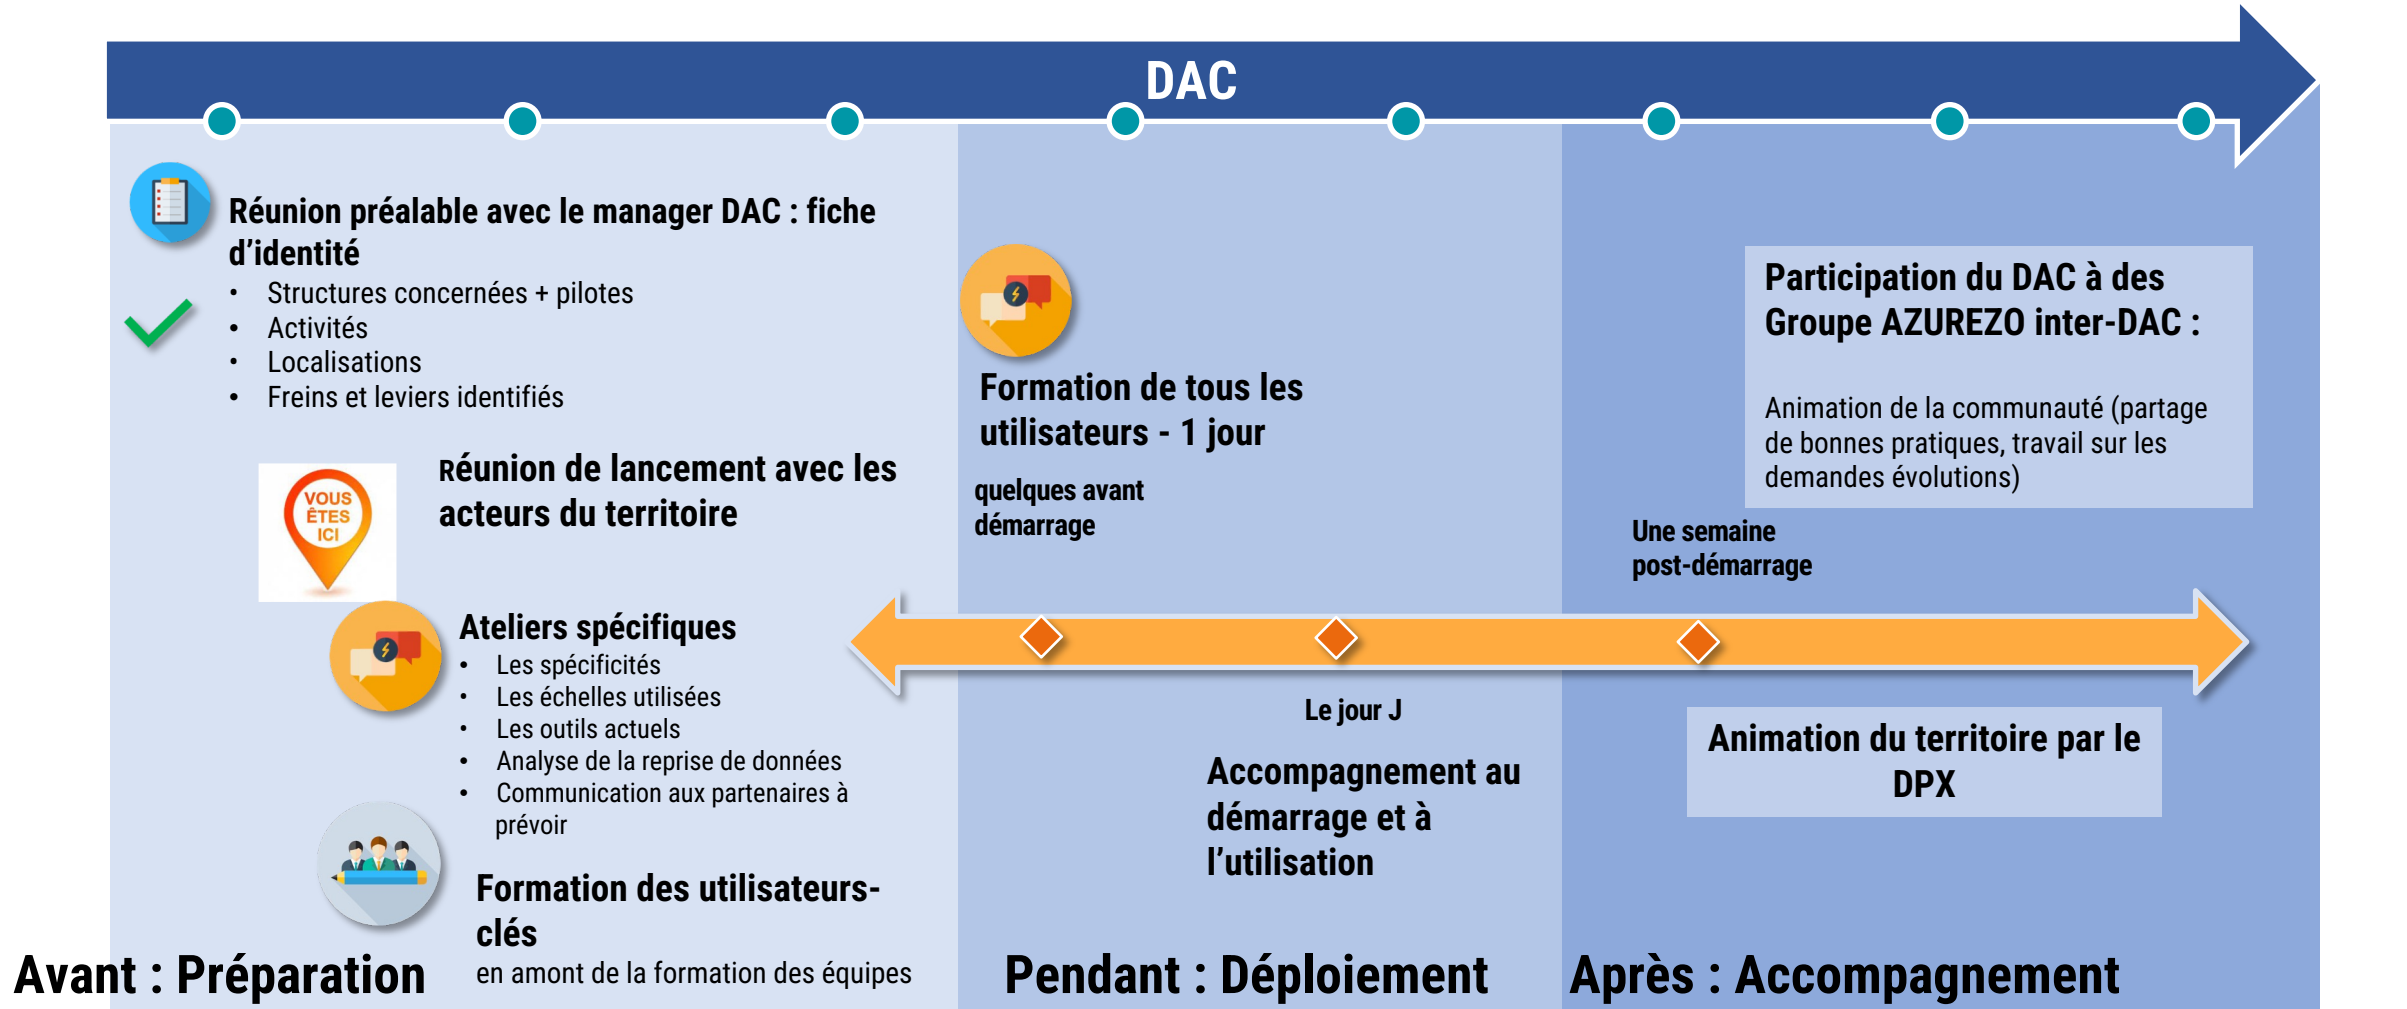 DAC
Réunion préalable avec le manager DAC : fiche
d’identité
• Structures concernées + pilotes
• Activités
• Localisations
• Freins et leviers identifiés
VOUS
ÊTES
ICI
Réunion de lancement avec les
acteurs du territoire
Ateliers spécifiques
• Les spécificités
• Les échelles utilisées
• Les outils actuels
• Analyse de la reprise de données
• Communication aux partenaires à
prévoir
Formation des utilisateurs-
clés
en amont de la formation des équipes
Avant : Préparation
Formation de tous les
utilisateurs - 1 jour
quelques avant
démarrage
Le jour J
Accompagnement au
démarrage et à
l’utilisation
Pendant : Déploiement
Participation du DAC à des
Groupe AZUREZO inter-DAC :
Animation de la communauté (partage
de bonnes pratiques, travail sur les
demandes évolutions)
Une semaine
post-démarrage
Animation du territoire par le
DPX
Après : Accompagnement